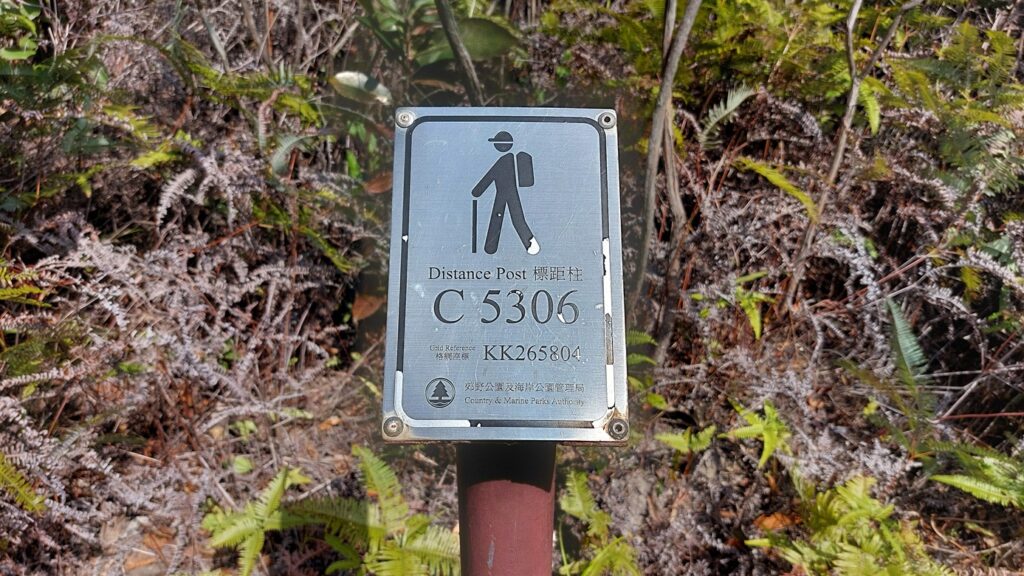 Distance Post 標距柱
C 5306
Grid Reference
格網座標 KK265804
郊野公園及海岸公園管理局
Country & Marine Parks Authority